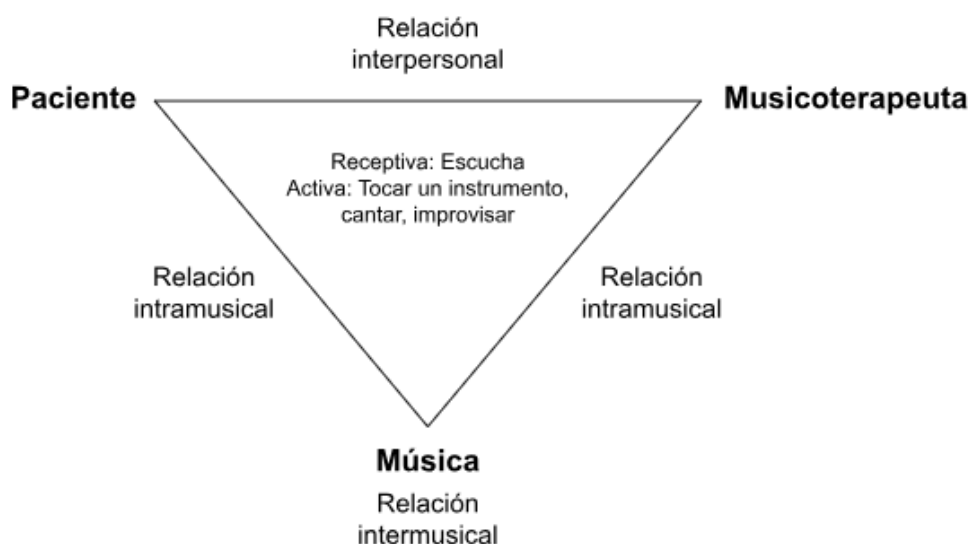 Relación
interpersonal
Paciente
Musicoterapeuta
Receptiva: Escucha
Activa: Tocar un instrumento,
cantar, improvisar
Relación
intramusical
Relación
intramusical
Música
Relación
intermusical